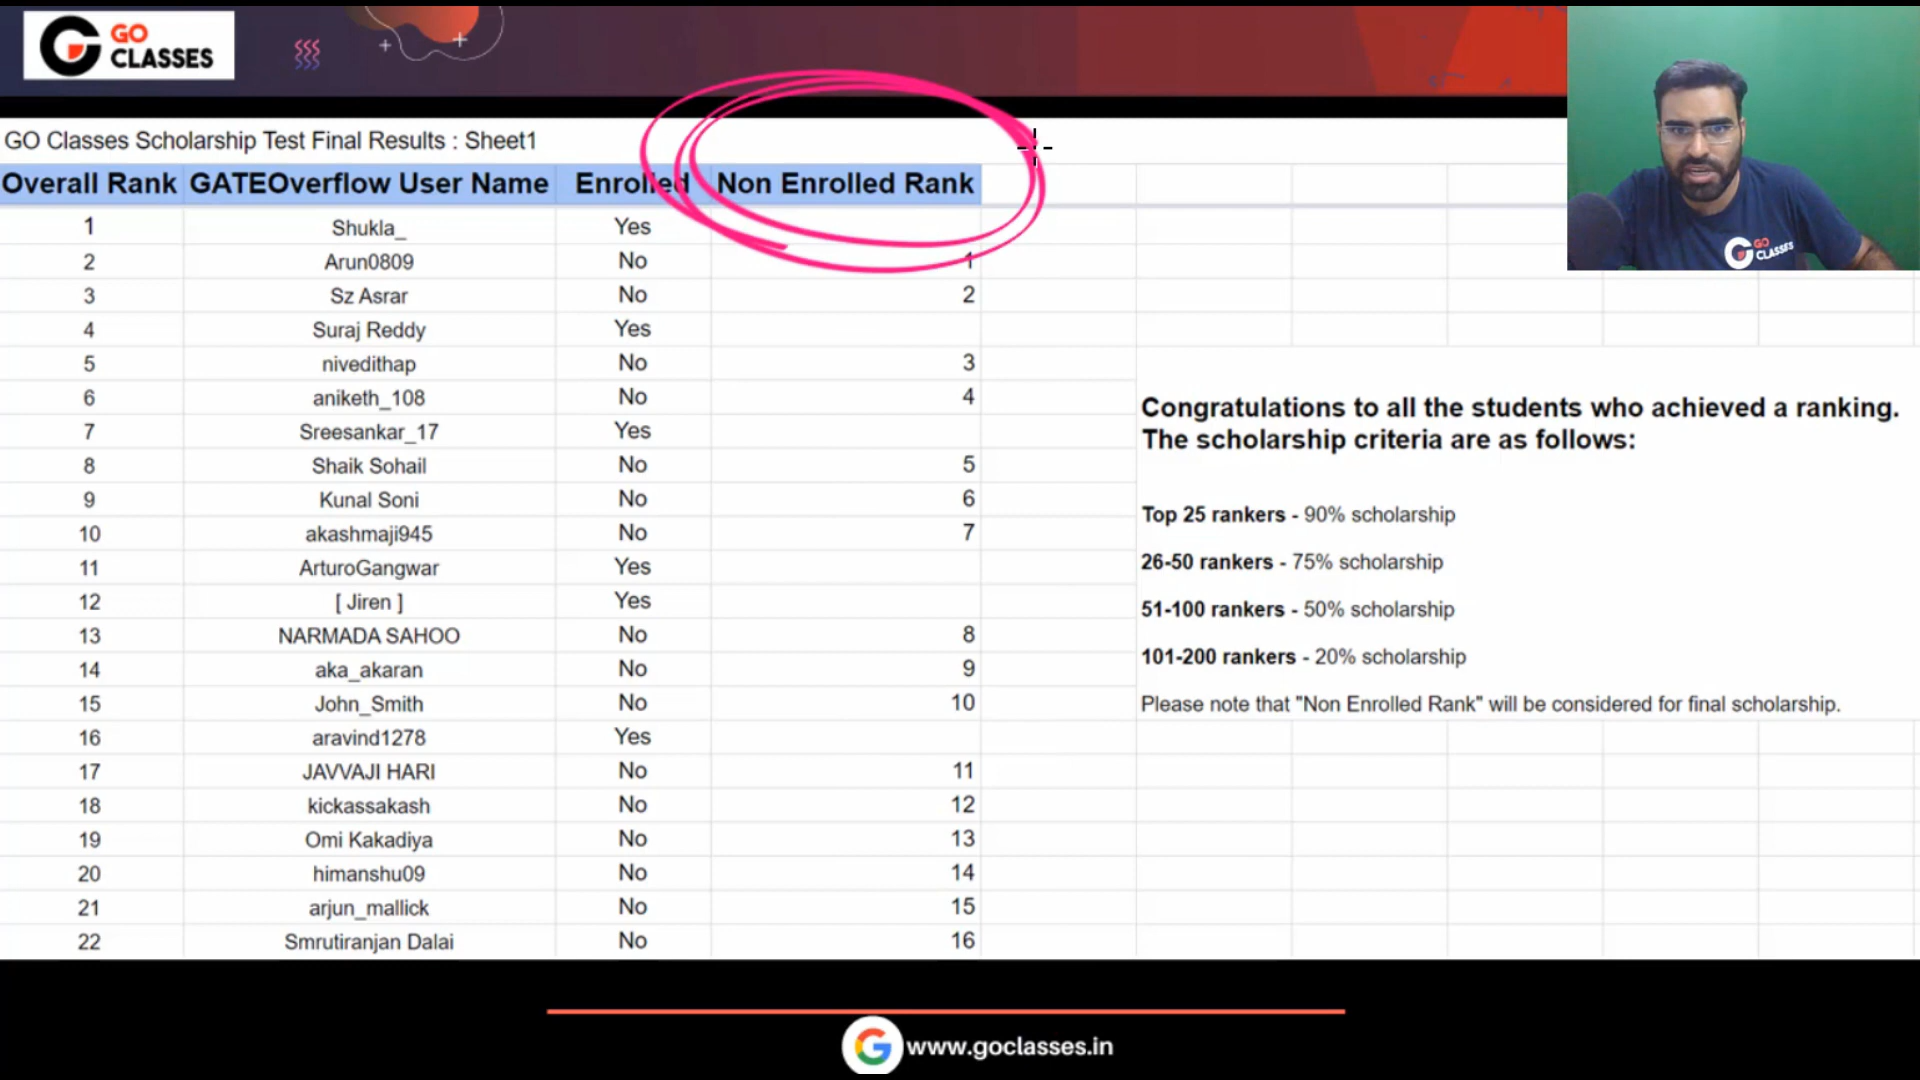 GO
CLASSES
GO Classes Scholarship Test Final Results : Sheet1
Overall Rank GATEOverflow User Name Enrolled Non Enrolled Rank
1 Shukla_ Yes
2 Arun0809 No 1
3 Sz Asrar No 2
4 Suraj Reddy Yes
5 nivedithap No 3
6 aniketh_108 No 4
7 Sreesankar_17 Yes
8 Shaik Sohail No 5
9 Kunal Soni No 6
10 akashmaji945 No 7
11 ArturoGangwar Yes
12 [ Jiren ] Yes
13 NARMADA SAHOO No 8
14 aka_akaran No 9
15 John_Smith No 10
16 aravind1278 Yes
17 JAVVAJI HARI No 11
18 kickassakash No 12
19 Omi Kakadiya No 13
20 himanshu09 No 14
21 arjun_mallick No 15
22 Smrutiranjan Dalai No 16
Congratulations to all the students who achieved a ranking.
The scholarship criteria are as follows:
Top 25 rankers - 90% scholarship
26-50 rankers - 75% scholarship
51-100 rankers - 50% scholarship
101-200 rankers - 20% scholarship
Please note that "Non Enrolled Rank" will be considered for final scholarship.
GO
CLASSES
www.goclasses.in